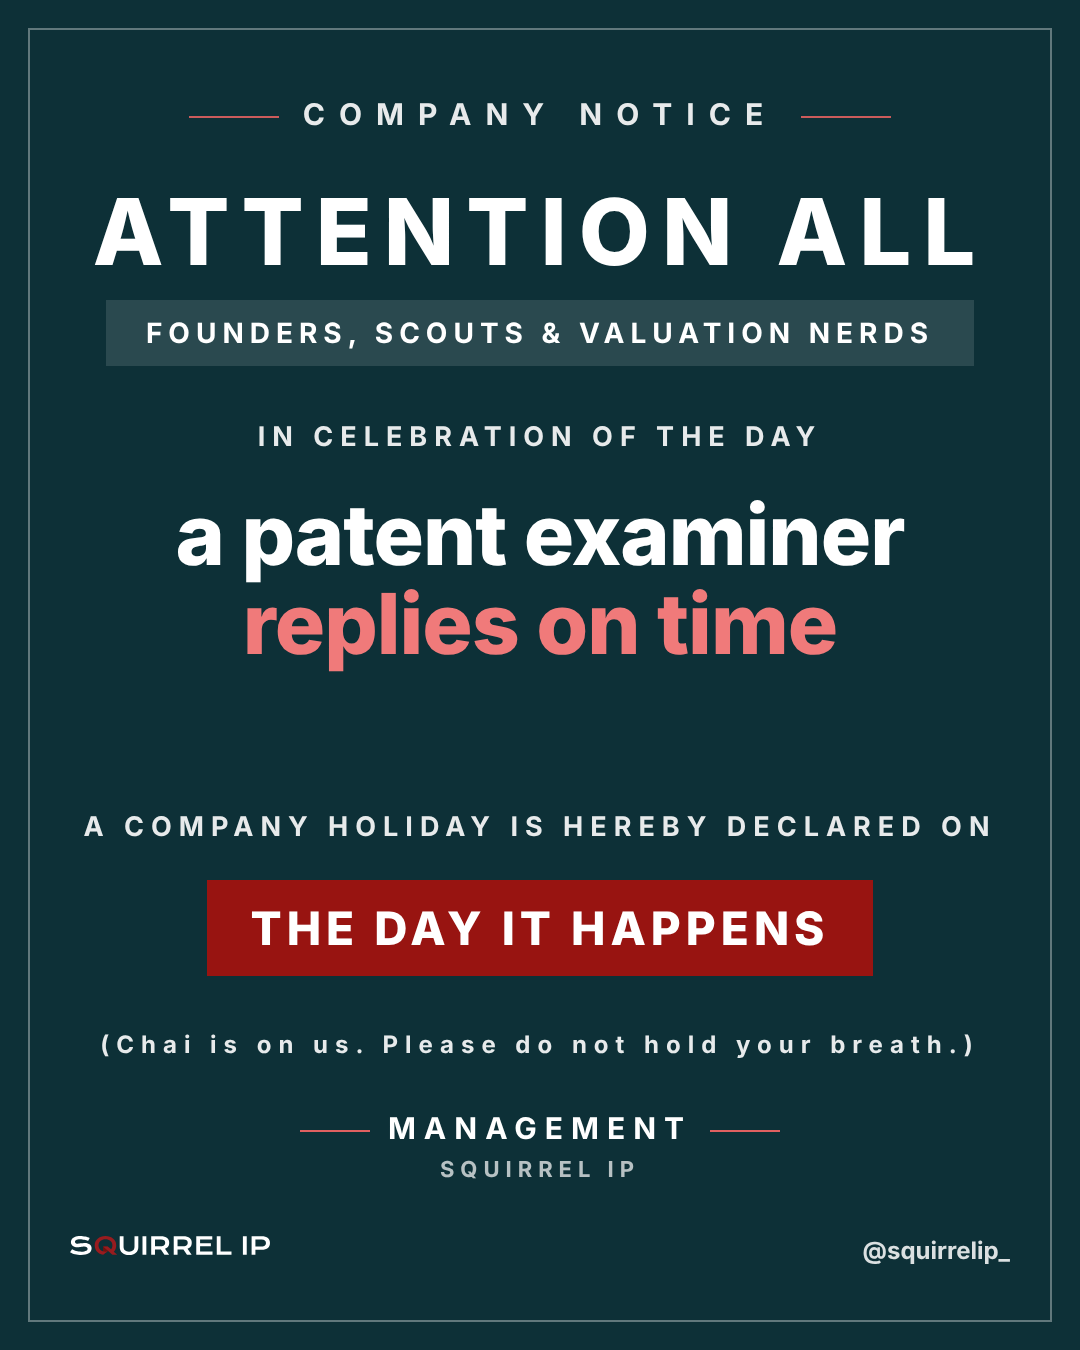 COMPANY NOTICE
ATTENTION ALL
FOUNDERS, SCOUTS & VALUATION NERDS
IN CELEBRATION OF THE DAY
a patent examiner
replies on time
A COMPANY HOLIDAY IS HEREBY DECLARED ON
THE DAY IT HAPPENS
(Chai is on us. Please do not hold your breath.)
MANAGEMENT
SQUIRREL IP
SQUIRREL IP
@squirrelip_